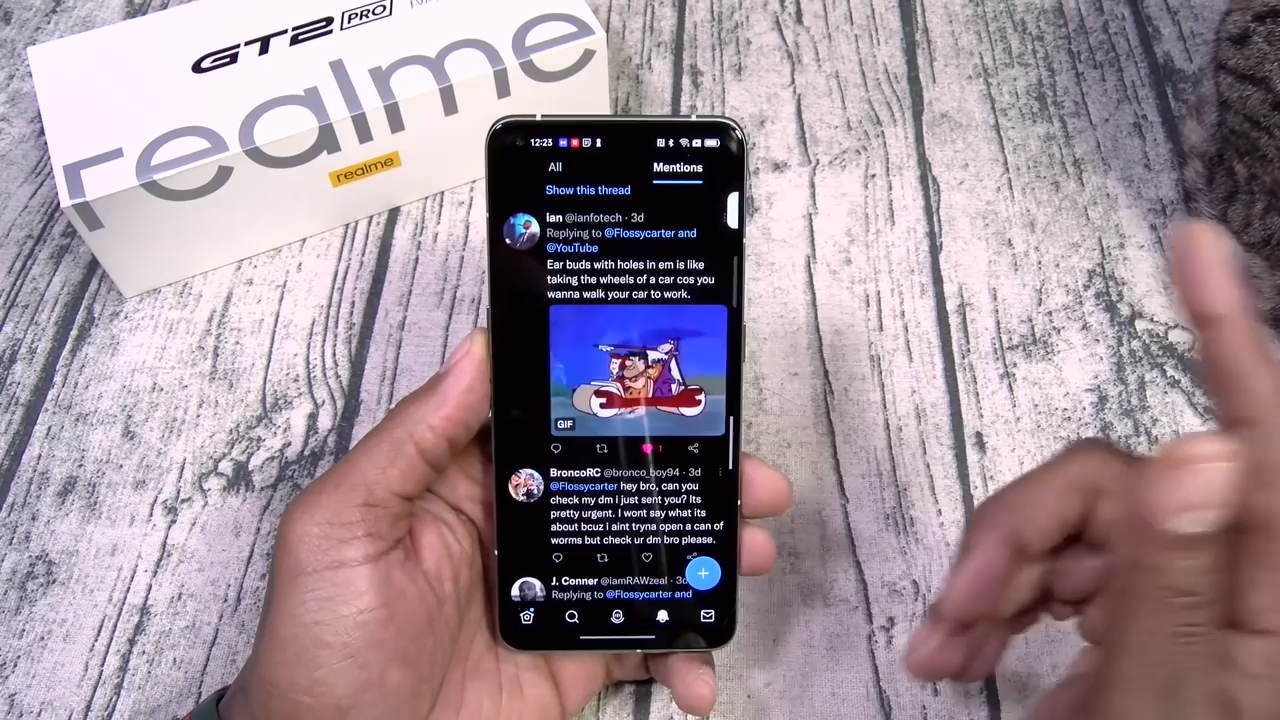 GT2 PRO
realme
realme
12:23
All
Mentions
Show this thread
ian @ianfotech · 3d
Replying to @Flossycarter and
@YouTube
Ear buds with holes in em is like
taking the wheels of a car cos you
wanna walk your car to work.
GIF
1
BroncoRC @bronco_boy94 · 3d
@Flossycarter hey bro, can you
check my dm i just sent you? Its
pretty urgent. I wont say what its
about bcuz i aint tryna open a can of
worms but check ur dm bro please.
J. Conner @iamRAWzeal · 3d
Replying to @Flossycarter and